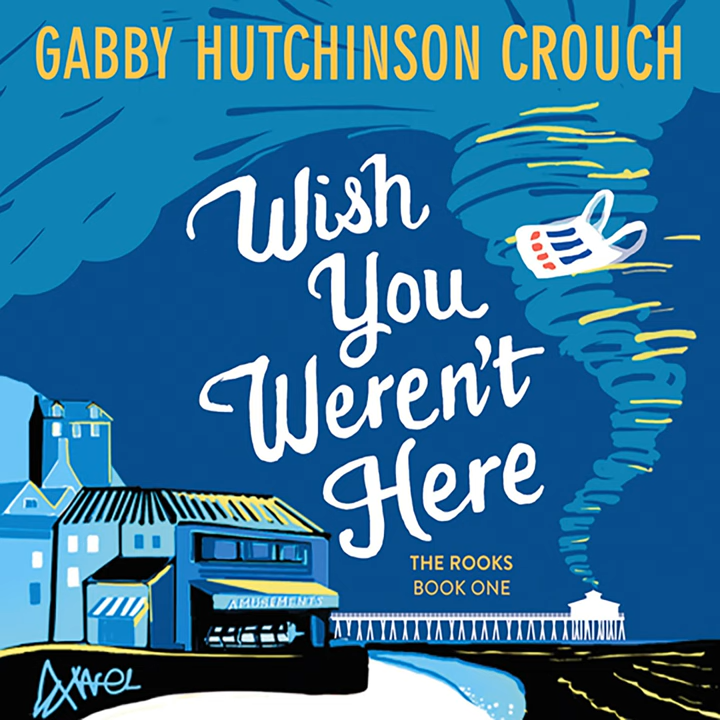 GABBY HUTCHINSON CROUCH
Wish
You
Weren't
Here
THE ROOKS
BOOK ONE
AMUSEMENTS